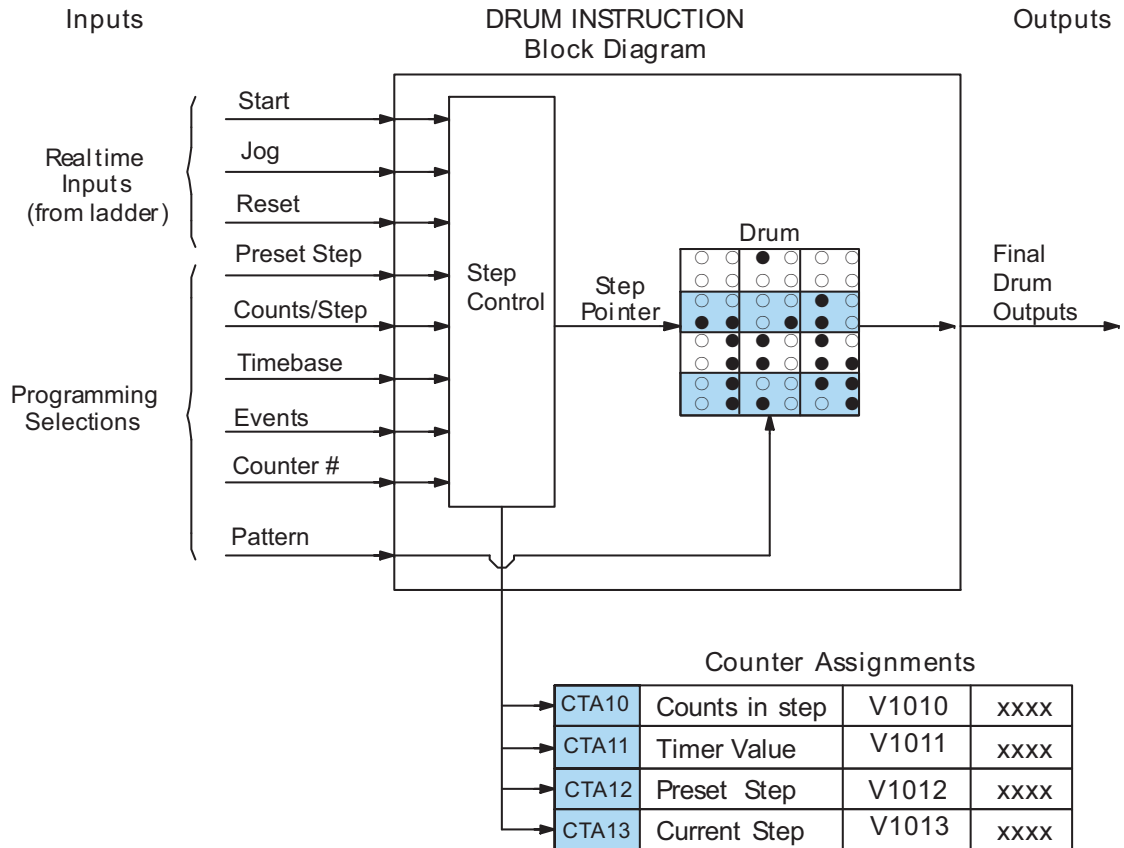 Inputs
DRUM INSTRUCTION
Block Diagram
Outputs
Realtime
Inputs
(from ladder)
Start
Jog
Reset
Programming
Selections
Preset Step
Counts/Step
Timebase
Events
Counter #
Pattern
Step
Control
Step
Pointer
Drum
Final
Drum
Outputs
Counter Assignments
CTA10 Counts in step V1010 xxxx
CTA11 Timer Value V1011 xxxx
CTA12 Preset Step V1012 xxxx
CTA13 Current Step V1013 xxxx